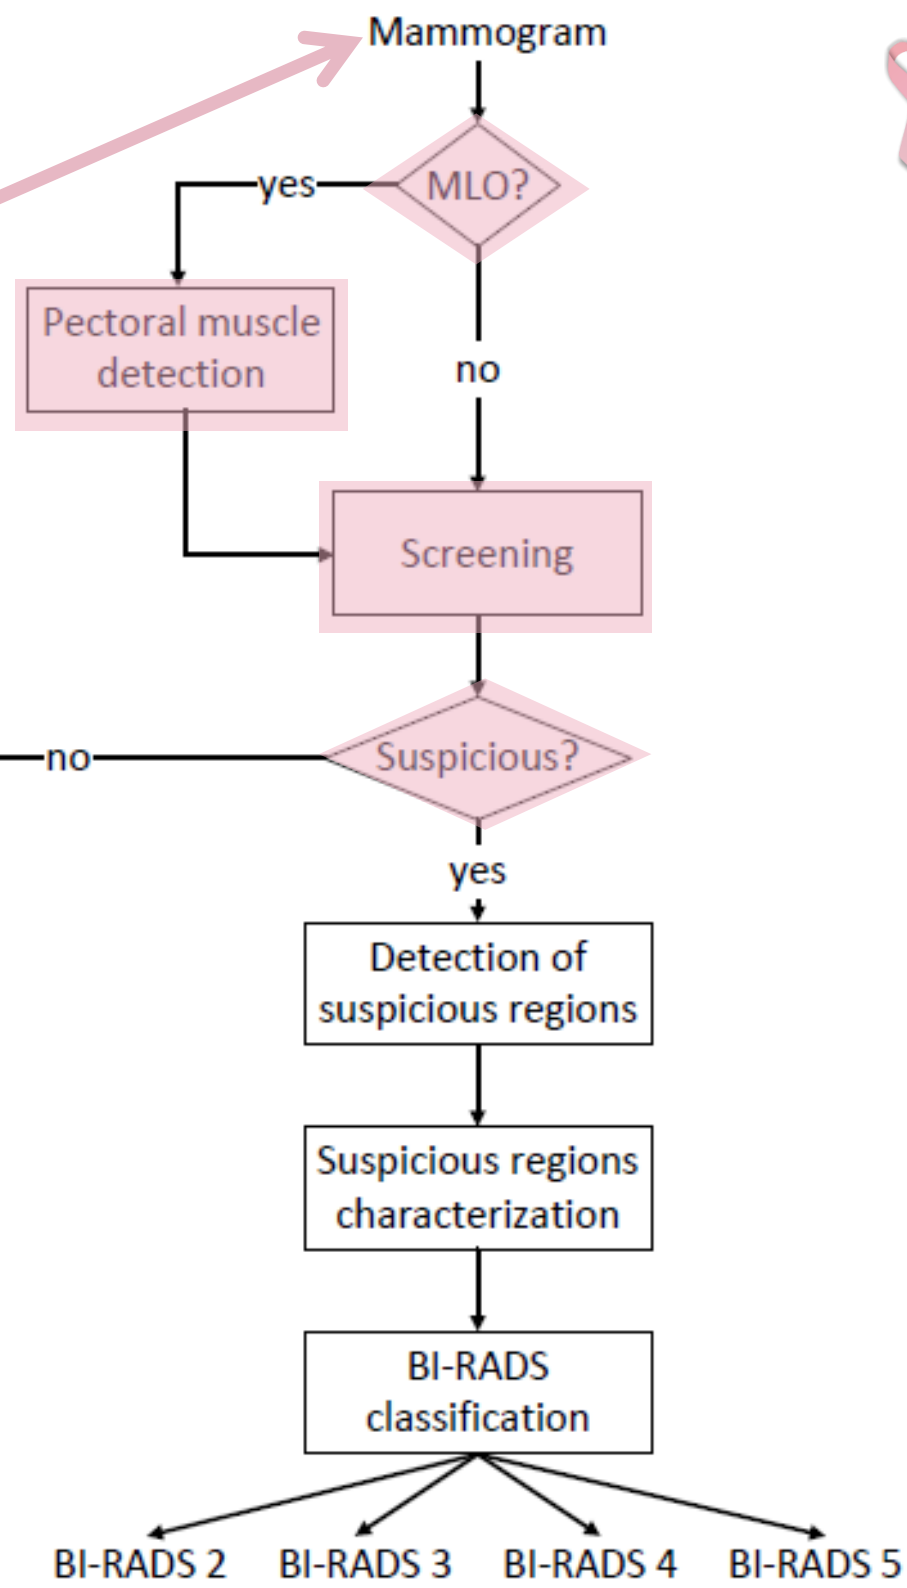 Mammogram
MLO?
yes
Pectoral muscle
detection
no
Screening
Suspicious?
no
yes
Detection of
suspicious regions
Suspicious regions
characterization
BI-RADS
classification
BI-RADS 2
BI-RADS 3
BI-RADS 4
BI-RADS 5